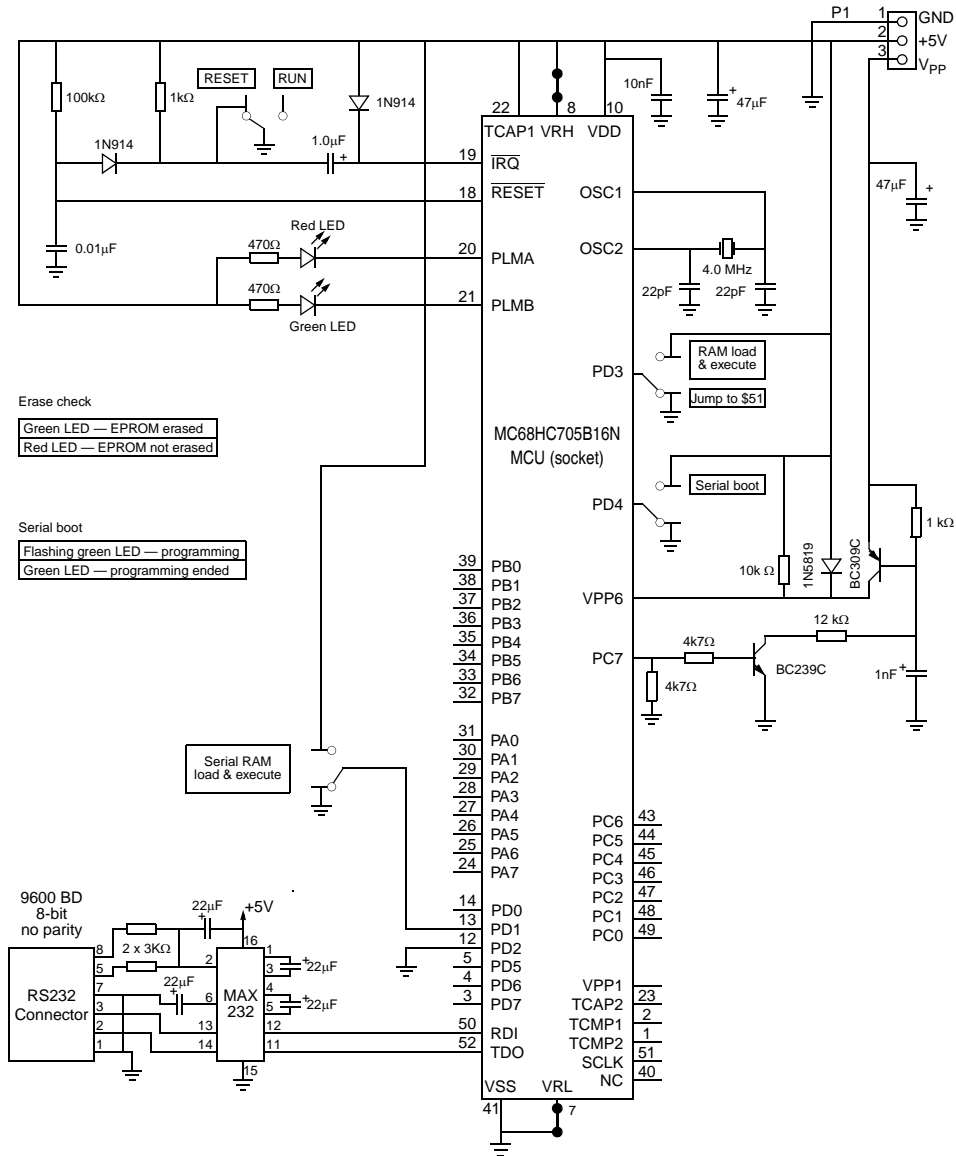 P1
1 GND
2 +5V
3 VPP
RESET
RUN
100kΩ
1kΩ
1N914
10nF
47µF
+
22
8
10
TCAP1 VRH VDD
1N914
1.0µF
+
19 IRQ
18 RESET
OSC1
47µF
+
0.01µF
Red LED
470Ω
20 PLMA
OSC2
4.0 MHz
22pF
22pF
470Ω
21 PLMB
Green LED
RAM load
& execute
PD3
Jump to $51
Erase check
Green LED — EPROM erased
Red LED — EPROM not erased
MC68HC705B16N
MCU (socket)
Serial boot
PD4
Serial boot
Flashing green LED — programming
Green LED — programming ended
1 kΩ
10k Ω
1N5819
BC309C
VPP6
39 PB0
38 PB1
37 PB2
36 PB3
35 PB4
34 PB5
33 PB6
32 PB7
12 kΩ
4k7Ω
PC7
BC239C
4k7Ω
1nF
+
31 PA0
30 PA1
29 PA2
28 PA3
27 PA4
26 PA5
25 PA6
24 PA7
Serial RAM
load & execute
PC6 43
PC5 44
PC4 45
PC3 46
PC2 47
PC1 48
PC0 49
14 PD0
13 PD1
12 PD2
5 PD5
4 PD6
3 PD7
VPP1
TCAP2 23
TCMP1 2
TCMP2 1
SCLK 51
NC 40
50 RDI
52 TDO
9600 BD
8-bit
no parity
22µF
+
+5V
16
8
2 x 3KΩ
5
2
1
3
+
22µF
RS232
Connector
7
22µF
+
6
MAX
232
4
5
+
22µF
3
13
12
2
14
11
1
15
VSS VRL
41
7